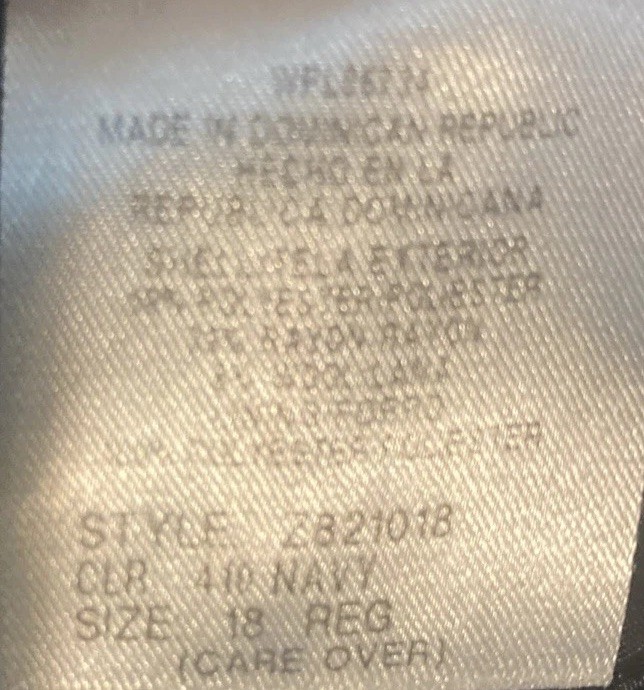 MADE IN DOMINICAN REPUBLIC
HECHO EN LA
REPUBLICA DOMINICANA
SHELL/TELA EXTERIOR
POLYESTER/POLIESTER
RAYON/RAYON
WOOL/LANA
LINING/FORRO
POLYESTER/POLIESTER
STYLE ZB21018
CLR 410 NAVY
SIZE 18 REG
(CARE OVER)